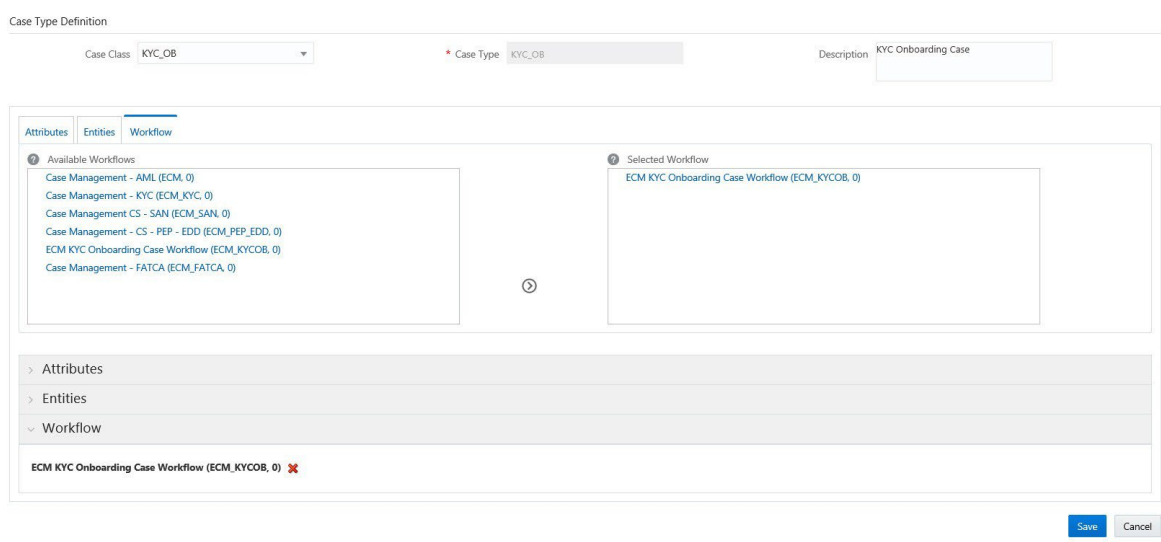 Case Type Definition
Case Class KYC_OB * Case Type KYC_OB Description KYC Onboarding Case
Attributes Entities Workflow
? Available Workflows ? Selected Workflow
Case Management - AML (ECM, 0) ECM KYC Onboarding Case Workflow (ECM_KYCOB, 0)
Case Management - KYC (ECM_KYC, 0)
Case Management CS - SAN (ECM_SAN, 0)
Case Management - CS - PEP - EDD (ECM_PEP_EDD, 0)
ECM KYC Onboarding Case Workflow (ECM_KYCOB, 0)
Case Management - FATCA (ECM_FATCA, 0)
Attributes
Entities
Workflow
ECM KYC Onboarding Case Workflow (ECM_KYCOB, 0)
Save Cancel